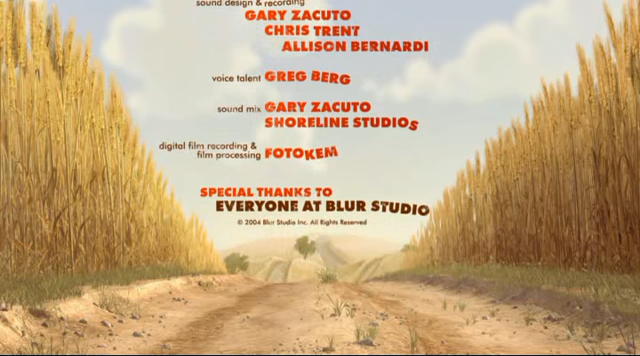 sound design & recording
GARY ZACUTO
CHRIS TRENT
ALLISON BERNARDI
voice talent GREG BERG
sound mix GARY ZACUTO
SHORELINE STUDIOS
digital film recording &
film processing FOTOKEM
SPECIAL THANKS TO
EVERYONE AT BLUR STUDIO
© 2004 Blur Studio Inc. All Rights Reserved